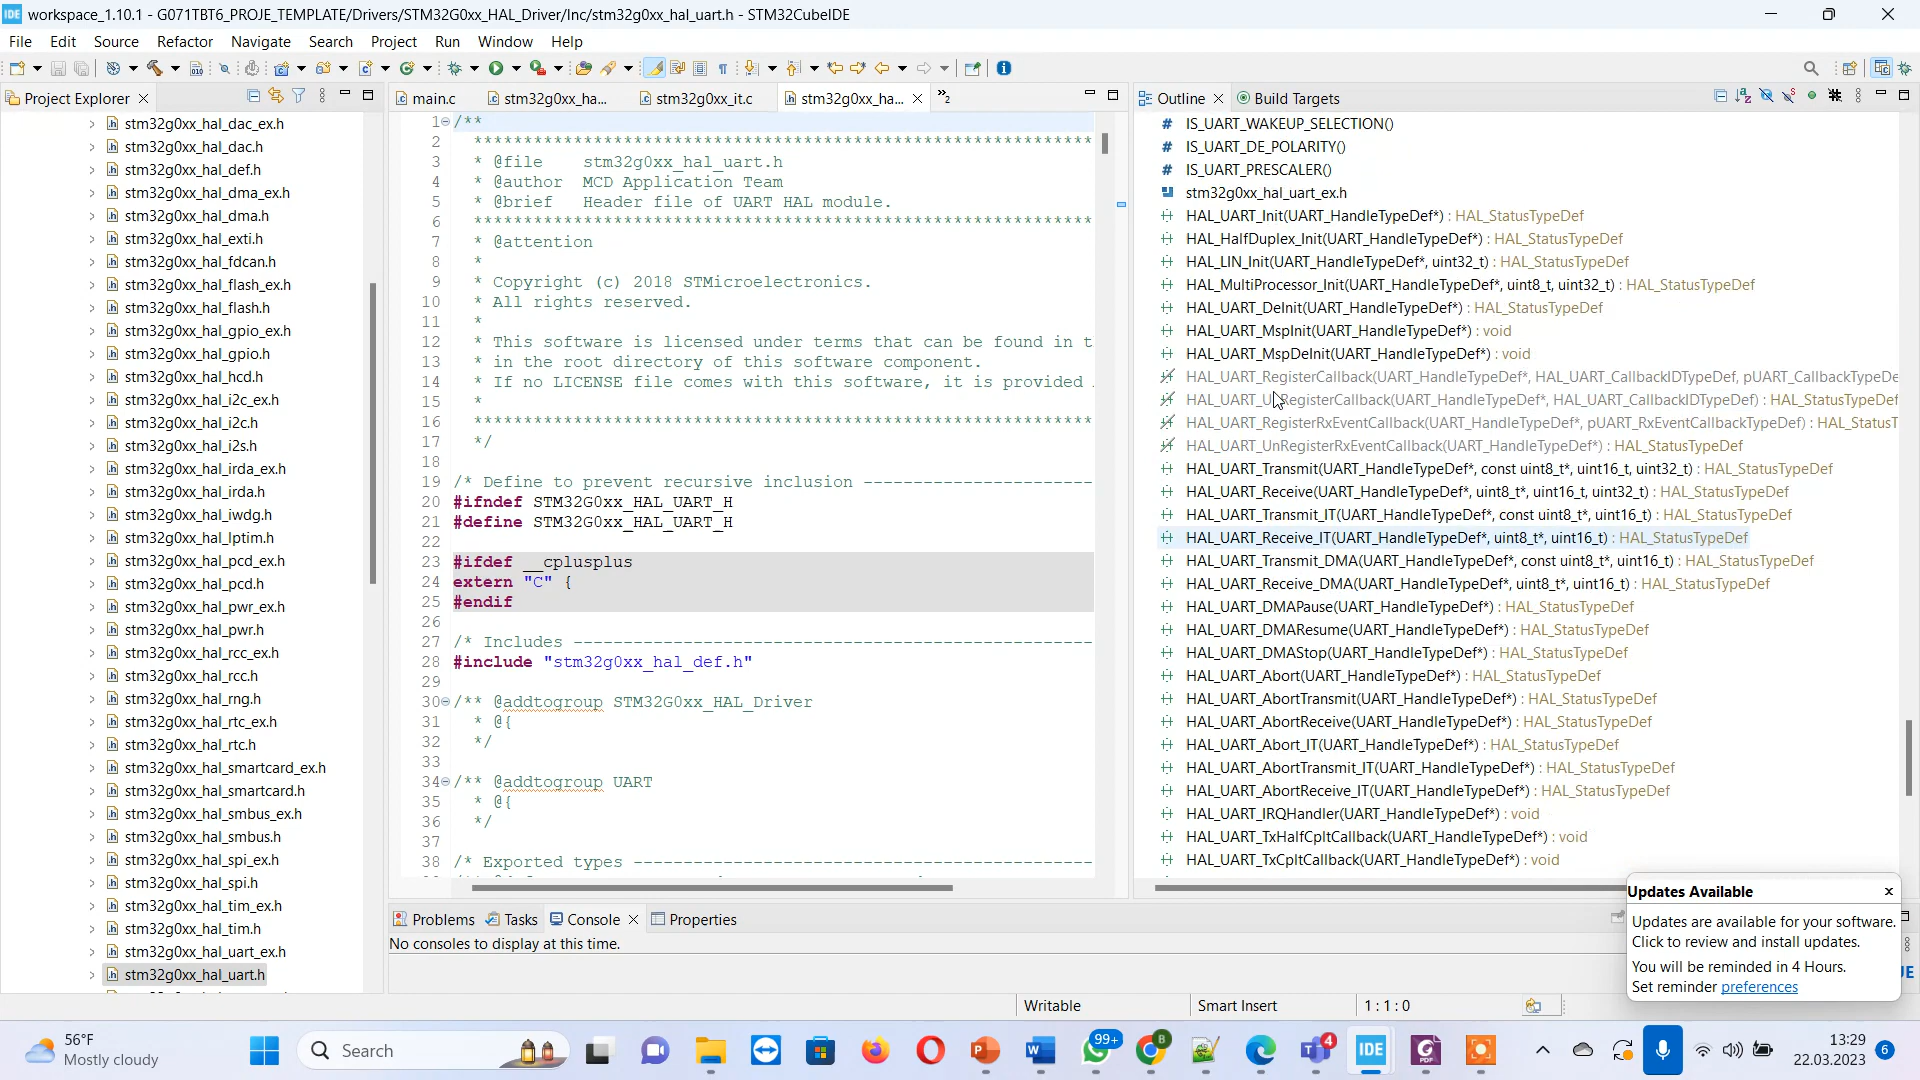 IDE workspace_1.10.1 - G071TBT6_PROJE_TEMPLATE/Drivers/STM32G0xx_HAL_Driver/Inc/stm32g0xx_hal_uart.h - STM32CubeIDE
File Edit Source Refactor Navigate Search Project Run Window Help
Project Explorer
stm32g0xx_hal_dac_ex.h
stm32g0xx_hal_dac.h
stm32g0xx_hal_def.h
stm32g0xx_hal_dma_ex.h
stm32g0xx_hal_dma.h
stm32g0xx_hal_exti.h
stm32g0xx_hal_fdcan.h
stm32g0xx_hal_flash_ex.h
stm32g0xx_hal_flash.h
stm32g0xx_hal_gpio_ex.h
stm32g0xx_hal_gpio.h
stm32g0xx_hal_hcd.h
stm32g0xx_hal_i2c_ex.h
stm32g0xx_hal_i2c.h
stm32g0xx_hal_i2s.h
stm32g0xx_hal_irda_ex.h
stm32g0xx_hal_irda.h
stm32g0xx_hal_iwdg.h
stm32g0xx_hal_lptim.h
stm32g0xx_hal_pcd_ex.h
stm32g0xx_hal_pcd.h
stm32g0xx_hal_pwr_ex.h
stm32g0xx_hal_pwr.h
stm32g0xx_hal_rcc_ex.h
stm32g0xx_hal_rcc.h
stm32g0xx_hal_rng.h
stm32g0xx_hal_rtc_ex.h
stm32g0xx_hal_rtc.h
stm32g0xx_hal_smartcard_ex.h
stm32g0xx_hal_smartcard.h
stm32g0xx_hal_smbus_ex.h
stm32g0xx_hal_smbus.h
stm32g0xx_hal_spi_ex.h
stm32g0xx_hal_spi.h
stm32g0xx_hal_tim_ex.h
stm32g0xx_hal_tim.h
stm32g0xx_hal_uart_ex.h
stm32g0xx_hal_uart.h
main.c stm32g0xx_ha... stm32g0xx_it.c stm32g0xx_ha... »2
1 /**
2 ******************************************************************************
3 * @file stm32g0xx_hal_uart.h
4 * @author MCD Application Team
5 * @brief Header file of UART HAL module.
6 ******************************************************************************
7 * @attention
8 *
9 * Copyright (c) 2018 STMicroelectronics.
10 * All rights reserved.
11 *
12 * This software is licensed under terms that can be found in t
13 * in the root directory of this software component.
14 * If no LICENSE file comes with this software, it is provided
15 *
16 ******************************************************************************
17 */
18
19 /* Define to prevent recursive inclusion -----------------------
20 #ifndef STM32G0xx_HAL_UART_H
21 #define STM32G0xx_HAL_UART_H
22
23 #ifdef __cplusplus
24 extern "C" {
25 #endif
26
27 /* Includes ----------------------------------------------------
28 #include "stm32g0xx_hal_def.h"
29
30 /** @addtogroup STM32G0xx_HAL_Driver
31 * @{
32 */
33
34 /** @addtogroup UART
35 * @{
36 */
37
38 /* Exported types ----------------------------------------------
Outline Build Targets
# IS_UART_WAKEUP_SELECTION()
# IS_UART_DE_POLARITY()
# IS_UART_PRESCALER()
stm32g0xx_hal_uart_ex.h
HAL_UART_Init(UART_HandleTypeDef*) : HAL_StatusTypeDef
HAL_HalfDuplex_Init(UART_HandleTypeDef*) : HAL_StatusTypeDef
HAL_LIN_Init(UART_HandleTypeDef*, uint32_t) : HAL_StatusTypeDef
HAL_MultiProcessor_Init(UART_HandleTypeDef*, uint8_t, uint32_t) : HAL_StatusTypeDef
HAL_UART_DeInit(UART_HandleTypeDef*) : HAL_StatusTypeDef
HAL_UART_MspInit(UART_HandleTypeDef*) : void
HAL_UART_MspDeInit(UART_HandleTypeDef*) : void
HAL_UART_RegisterCallback(UART_HandleTypeDef*, HAL_UART_CallbackIDTypeDef, pUART_CallbackTypeDe
HAL_UART_UnRegisterCallback(UART_HandleTypeDef*, HAL_UART_CallbackIDTypeDef) : HAL_StatusTypeDef
HAL_UART_RegisterRxEventCallback(UART_HandleTypeDef*, pUART_RxEventCallbackTypeDef) : HAL_StatusT
HAL_UART_UnRegisterRxEventCallback(UART_HandleTypeDef*) : HAL_StatusTypeDef
HAL_UART_Transmit(UART_HandleTypeDef*, const uint8_t*, uint16_t, uint32_t) : HAL_StatusTypeDef
HAL_UART_Receive(UART_HandleTypeDef*, uint8_t*, uint16_t, uint32_t) : HAL_StatusTypeDef
HAL_UART_Transmit_IT(UART_HandleTypeDef*, const uint8_t*, uint16_t) : HAL_StatusTypeDef
HAL_UART_Receive_IT(UART_HandleTypeDef*, uint8_t*, uint16_t) : HAL_StatusTypeDef
HAL_UART_Transmit_DMA(UART_HandleTypeDef*, const uint8_t*, uint16_t) : HAL_StatusTypeDef
HAL_UART_Receive_DMA(UART_HandleTypeDef*, uint8_t*, uint16_t) : HAL_StatusTypeDef
HAL_UART_DMAPause(UART_HandleTypeDef*) : HAL_StatusTypeDef
HAL_UART_DMAResume(UART_HandleTypeDef*) : HAL_StatusTypeDef
HAL_UART_DMAStop(UART_HandleTypeDef*) : HAL_StatusTypeDef
HAL_UART_Abort(UART_HandleTypeDef*) : HAL_StatusTypeDef
HAL_UART_AbortTransmit(UART_HandleTypeDef*) : HAL_StatusTypeDef
HAL_UART_AbortReceive(UART_HandleTypeDef*) : HAL_StatusTypeDef
HAL_UART_Abort_IT(UART_HandleTypeDef*) : HAL_StatusTypeDef
HAL_UART_AbortTransmit_IT(UART_HandleTypeDef*) : HAL_StatusTypeDef
HAL_UART_AbortReceive_IT(UART_HandleTypeDef*) : HAL_StatusTypeDef
HAL_UART_IRQHandler(UART_HandleTypeDef*) : void
HAL_UART_TxHalfCpltCallback(UART_HandleTypeDef*) : void
HAL_UART_TxCpltCallback(UART_HandleTypeDef*) : void
Problems Tasks Console Properties
No consoles to display at this time.
Updates Available
Updates are available for your software.
Click to review and install updates.
You will be reminded in 4 Hours.
Set reminder preferences
Writable Smart Insert 1 : 1 : 0
56°F
Mostly cloudy
Search
99+
4
IDE
13:29
22.03.2023
6